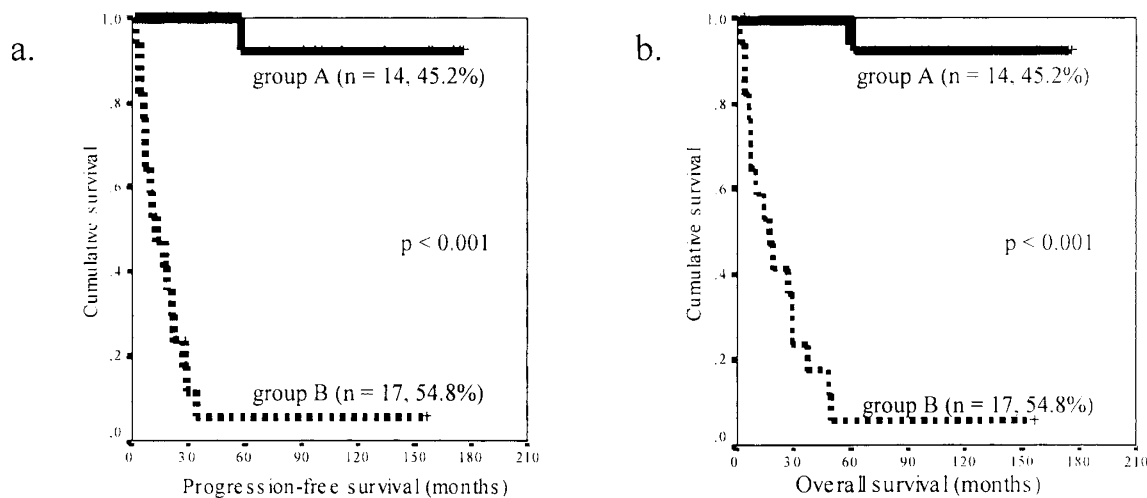 a.
1.0
.8
.6
.4
.2
.0
Cumulative survival
group A (n = 14, 45.2%)
p < 0.001
group B (n = 17, 54.8%)
0 30 60 90 120 150 180 210
Progression-free survival (months)
b.
1.0
.8
.6
.4
.2
.0
Cumulative survival
group A (n = 14, 45.2%)
p < 0.001
group B (n = 17, 54.8%)
0 30 60 90 120 150 180 210
Overall survival (months)